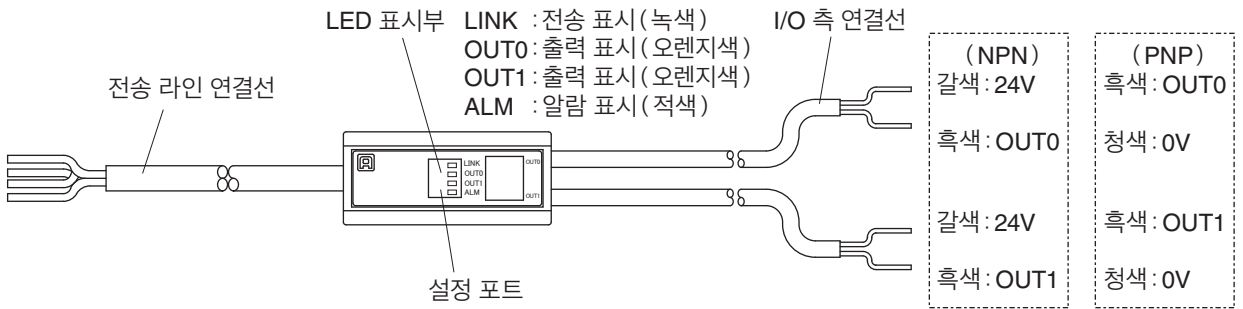 LED 표시부 LINK : 전송 표시(녹색) I/O 측 연결선
OUT0 : 출력 표시(오렌지색)
OUT1 : 출력 표시(오렌지색)
ALM : 알람 표시(적색)
전송 라인 연결선
LINK
OUT0
OUT1
ALM
OUT0
OUT1
설정 포트
(NPN)
갈색 : 24V
흑색 : OUT0
갈색 : 24V
흑색 : OUT1
(PNP)
흑색 : OUT0
청색 : 0V
흑색 : OUT1
청색 : 0V